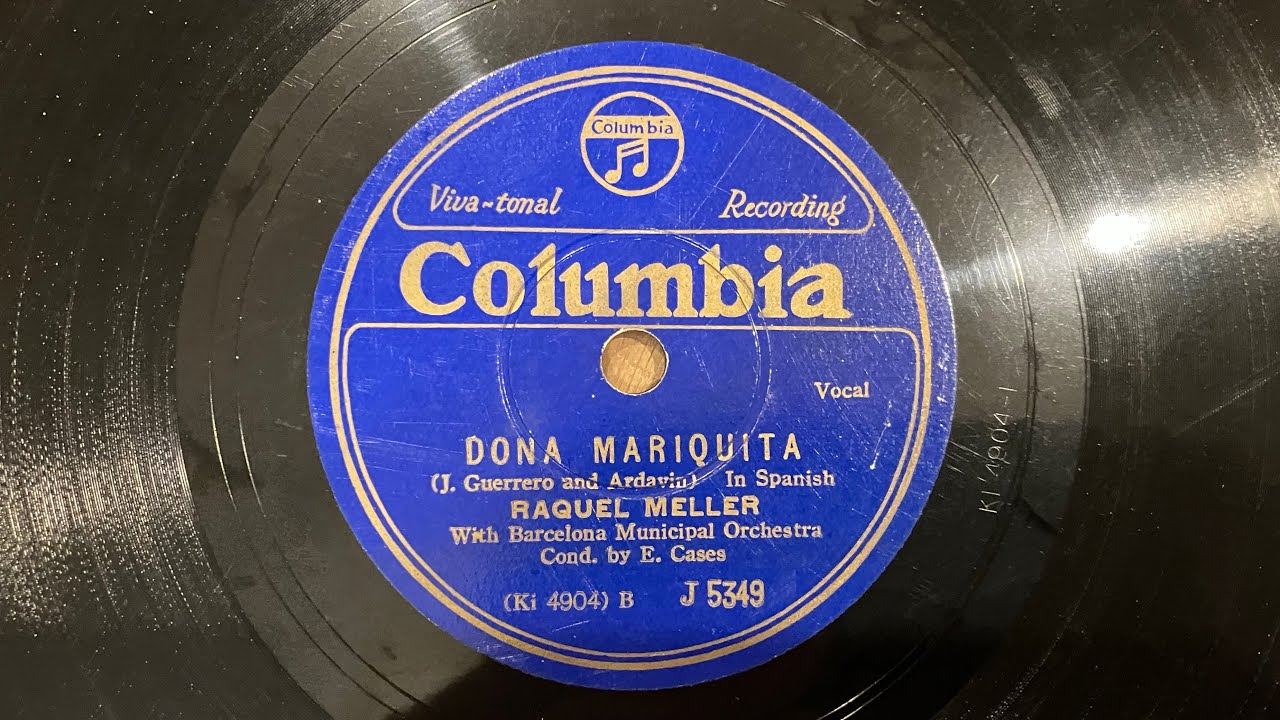 Columbia
Viva-tonal Recording
Columbia
Vocal
DONA MARIQUITA
(J. Guerrero and Ardavin) In Spanish
RAQUEL MELLER
With Barcelona Municipal Orchestra
Cond. by E. Cases
(Ki 4904) B J 5349
KI 4904-1